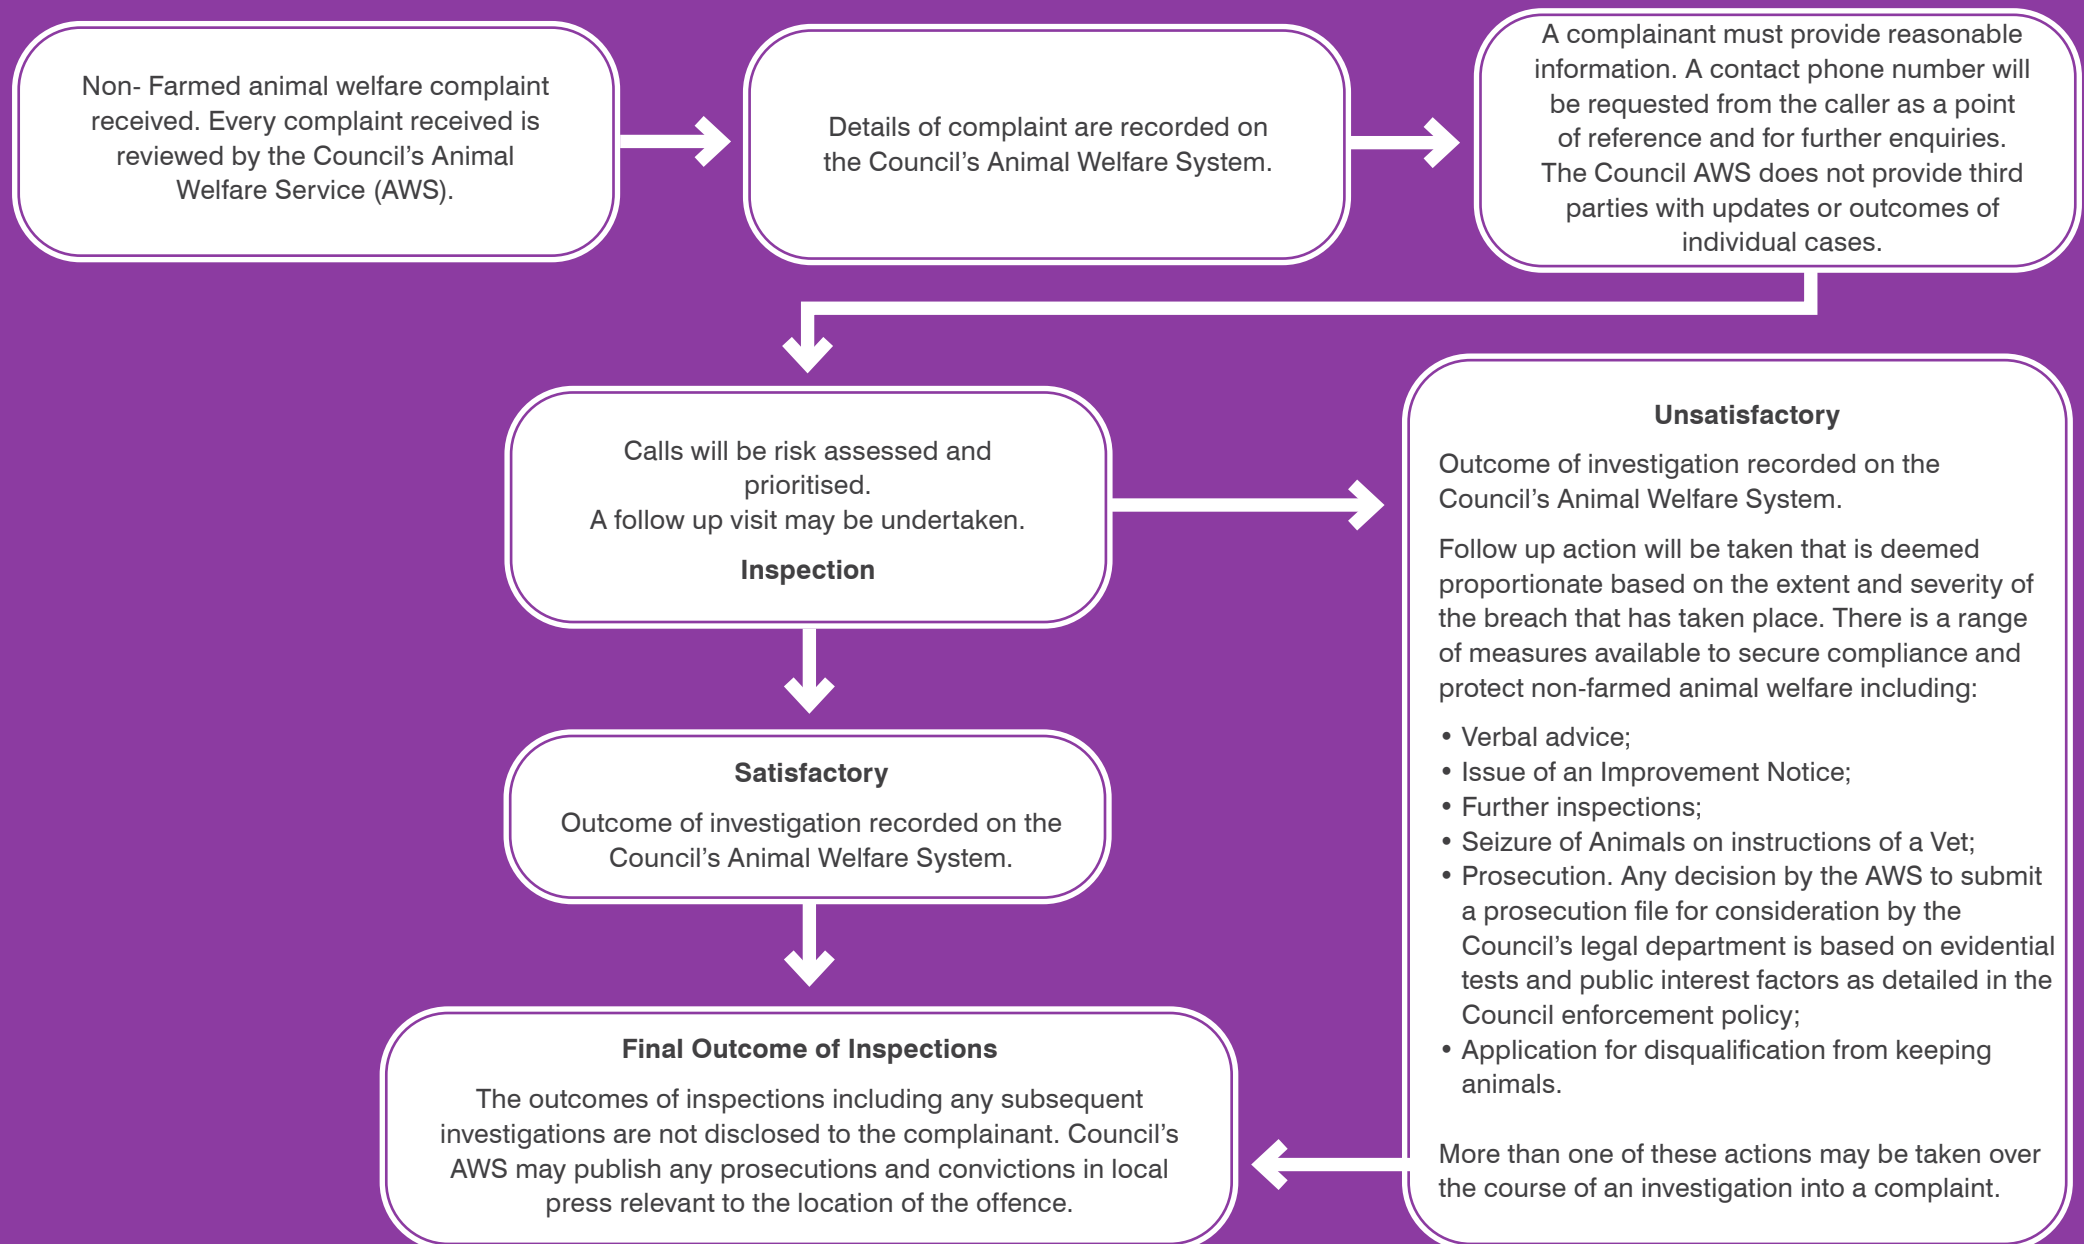 Non- Farmed animal welfare complaint
received. Every complaint received is
reviewed by the Council’s Animal
Welfare Service (AWS).
Details of complaint are recorded on
the Council’s Animal Welfare System.
A complainant must provide reasonable
information. A contact phone number will
be requested from the caller as a point
of reference and for further enquiries.
The Council AWS does not provide third
parties with updates or outcomes of
individual cases.
Calls will be risk assessed and
prioritised.
A follow up visit may be undertaken.
Inspection
Satisfactory
Outcome of investigation recorded on the
Council’s Animal Welfare System.
Unsatisfactory
Outcome of investigation recorded on the
Council’s Animal Welfare System.
Follow up action will be taken that is deemed
proportionate based on the extent and severity of
the breach that has taken place. There is a range
of measures available to secure compliance and
protect non-farmed animal welfare including:
• Verbal advice;
• Issue of an Improvement Notice;
• Further inspections;
• Seizure of Animals on instructions of a Vet;
• Prosecution. Any decision by the AWS to submit
a prosecution file for consideration by the
Council’s legal department is based on evidential
tests and public interest factors as detailed in the
Council enforcement policy;
• Application for disqualification from keeping
animals.
More than one of these actions may be taken over
the course of an investigation into a complaint.
Final Outcome of Inspections
The outcomes of inspections including any subsequent
investigations are not disclosed to the complainant. Council’s
AWS may publish any prosecutions and convictions in local
press relevant to the location of the offence.